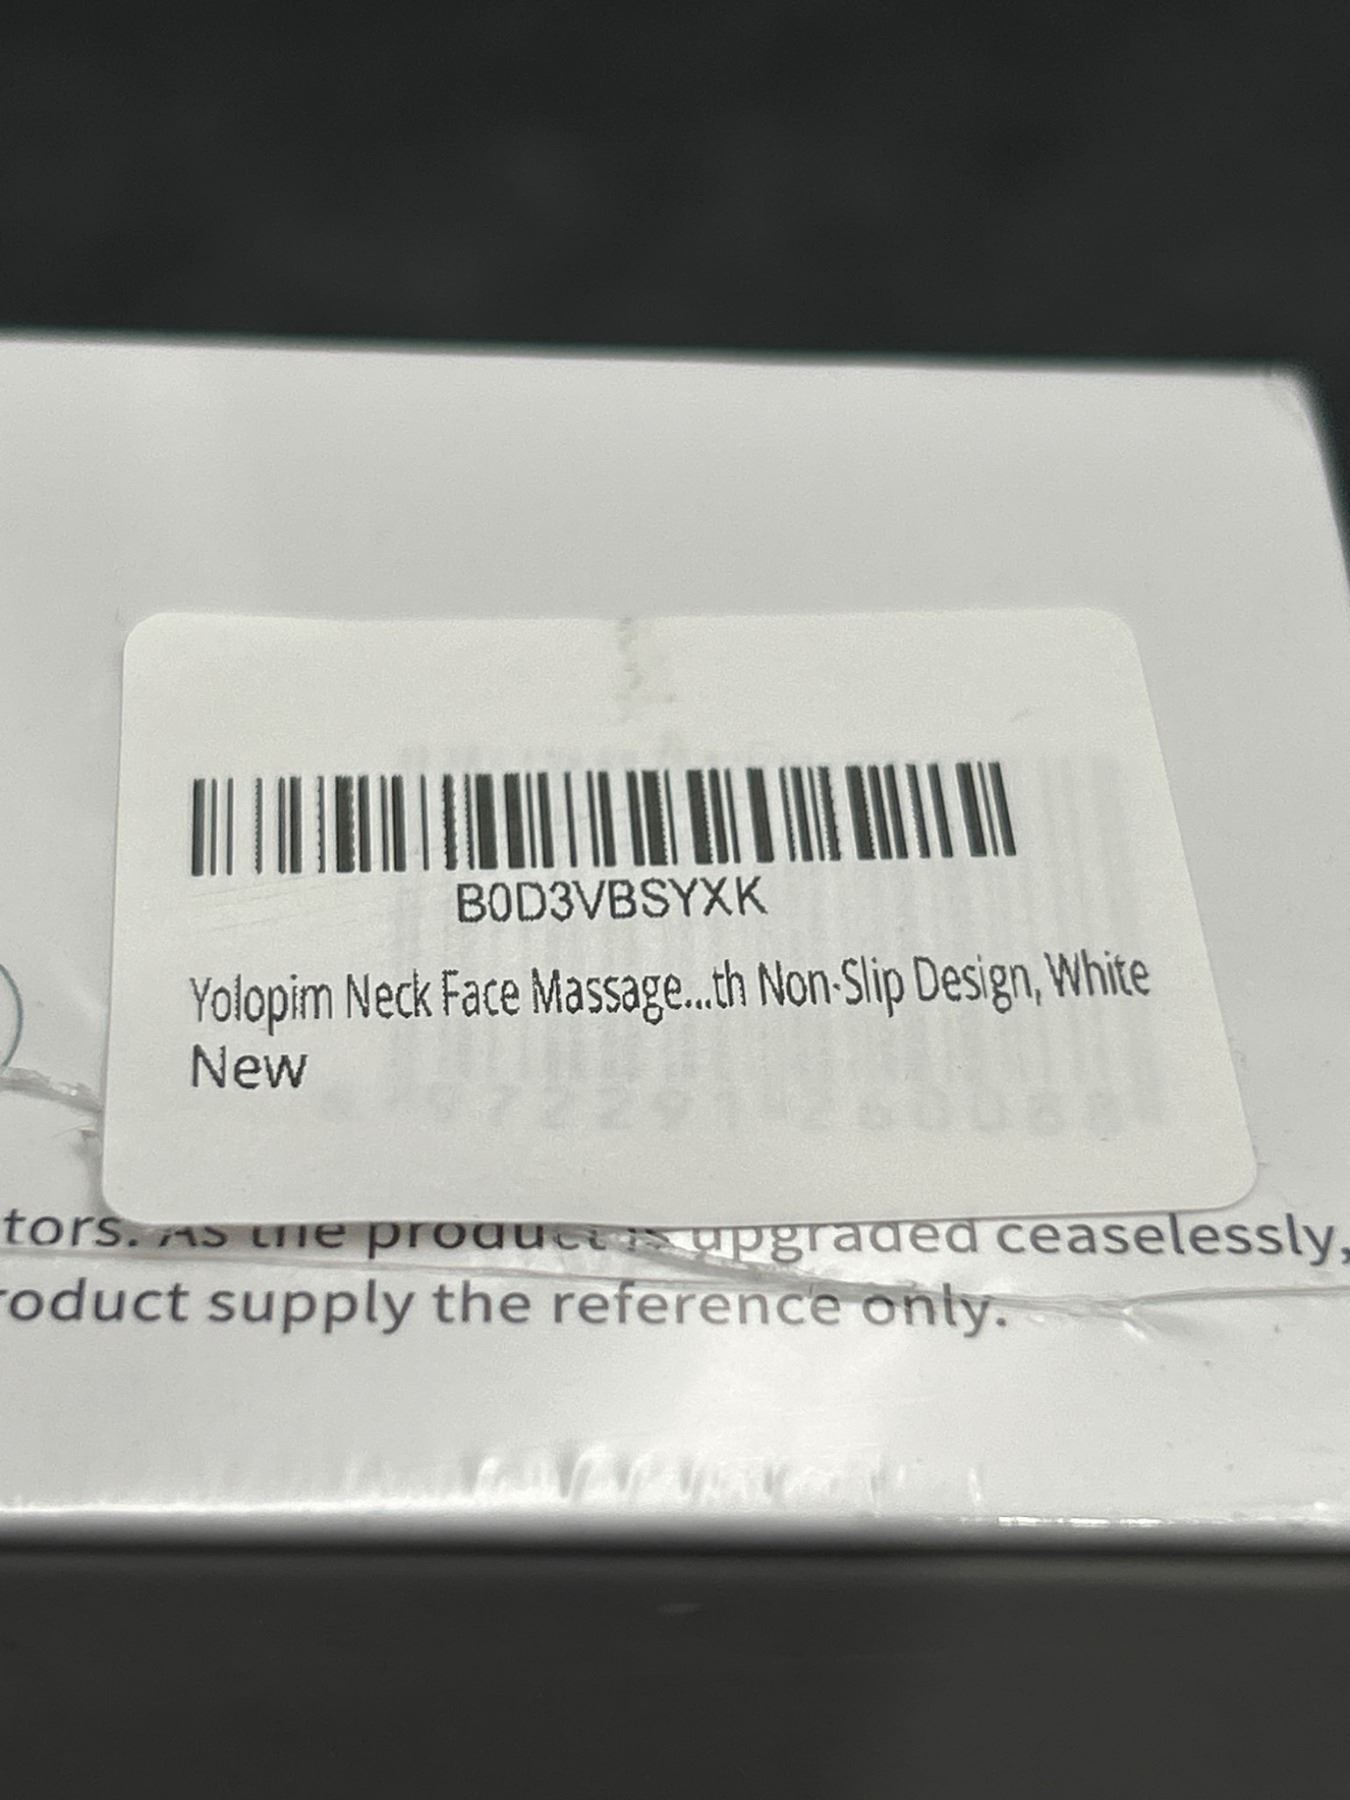 B0D3VBSYXK
Yolopim Neck Face Massage...th Non-Slip Design, White
New
tors. As the product is upgraded ceaselessly,
roduct supply the reference only.